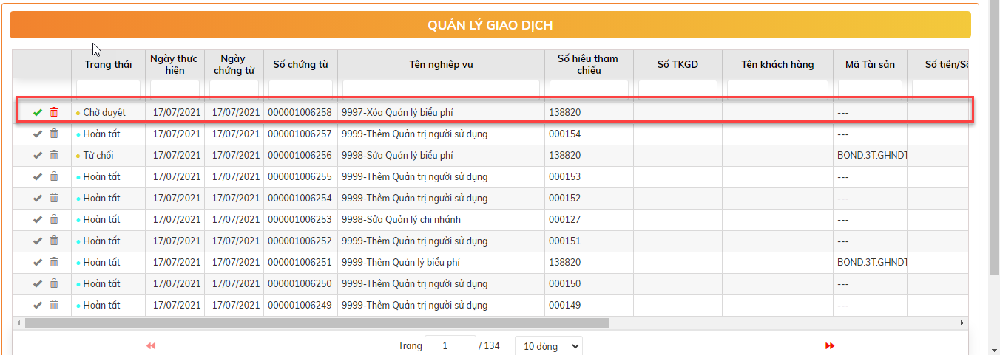 QUẢN LÝ GIAO DỊCH
Trạng thái Ngày thực hiện Ngày chứng từ Số chứng từ Tên nghiệp vụ Số hiệu tham chiếu Số TKGD Tên khách hàng Mã Tài sản Số tiền/Số
Chờ duyệt 17/07/2021 17/07/2021 000001006258 9997-Xóa Quản lý biểu phí 138820 ---
Hoàn tất 17/07/2021 17/07/2021 000001006257 9999-Thêm Quản trị người sử dụng 000154 ---
Từ chối 17/07/2021 17/07/2021 000001006256 9998-Sửa Quản lý biểu phí 138820 BOND.3T.GHNDT
Hoàn tất 17/07/2021 17/07/2021 000001006255 9999-Thêm Quản trị người sử dụng 000153 ---
Hoàn tất 17/07/2021 17/07/2021 000001006254 9999-Thêm Quản trị người sử dụng 000152 ---
Hoàn tất 17/07/2021 17/07/2021 000001006253 9998-Sửa Quản lý chi nhánh 000127 ---
Hoàn tất 17/07/2021 17/07/2021 000001006252 9999-Thêm Quản trị người sử dụng 000151 ---
Hoàn tất 17/07/2021 17/07/2021 000001006251 9999-Thêm Quản lý biểu phí 138820 BOND.3T.GHNDT
Hoàn tất 17/07/2021 17/07/2021 000001006250 9999-Thêm Quản trị người sử dụng 000150 ---
Hoàn tất 17/07/2021 17/07/2021 000001006249 9999-Thêm Quản trị người sử dụng 000149 ---
Trang 1 / 134 10 dòng